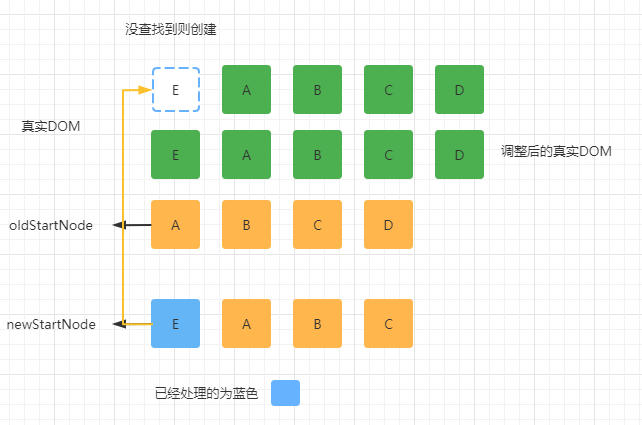 没查找到则创建
E A B C D
真实DOM
E A B C D 调整后的真实DOM
oldStartNode A B C D
newStartNode E A B C
已经处理的为蓝色